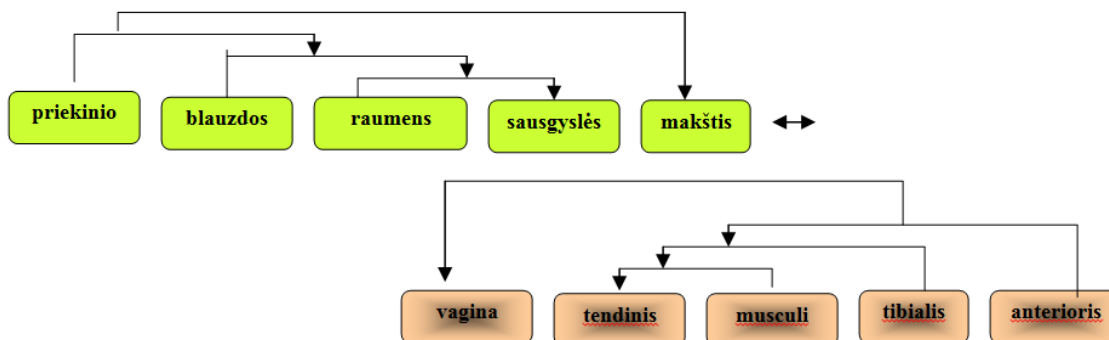 priekinio blauzdos raumens sausgyslės makštis
vagina tendinis musculi tibialis anterioris